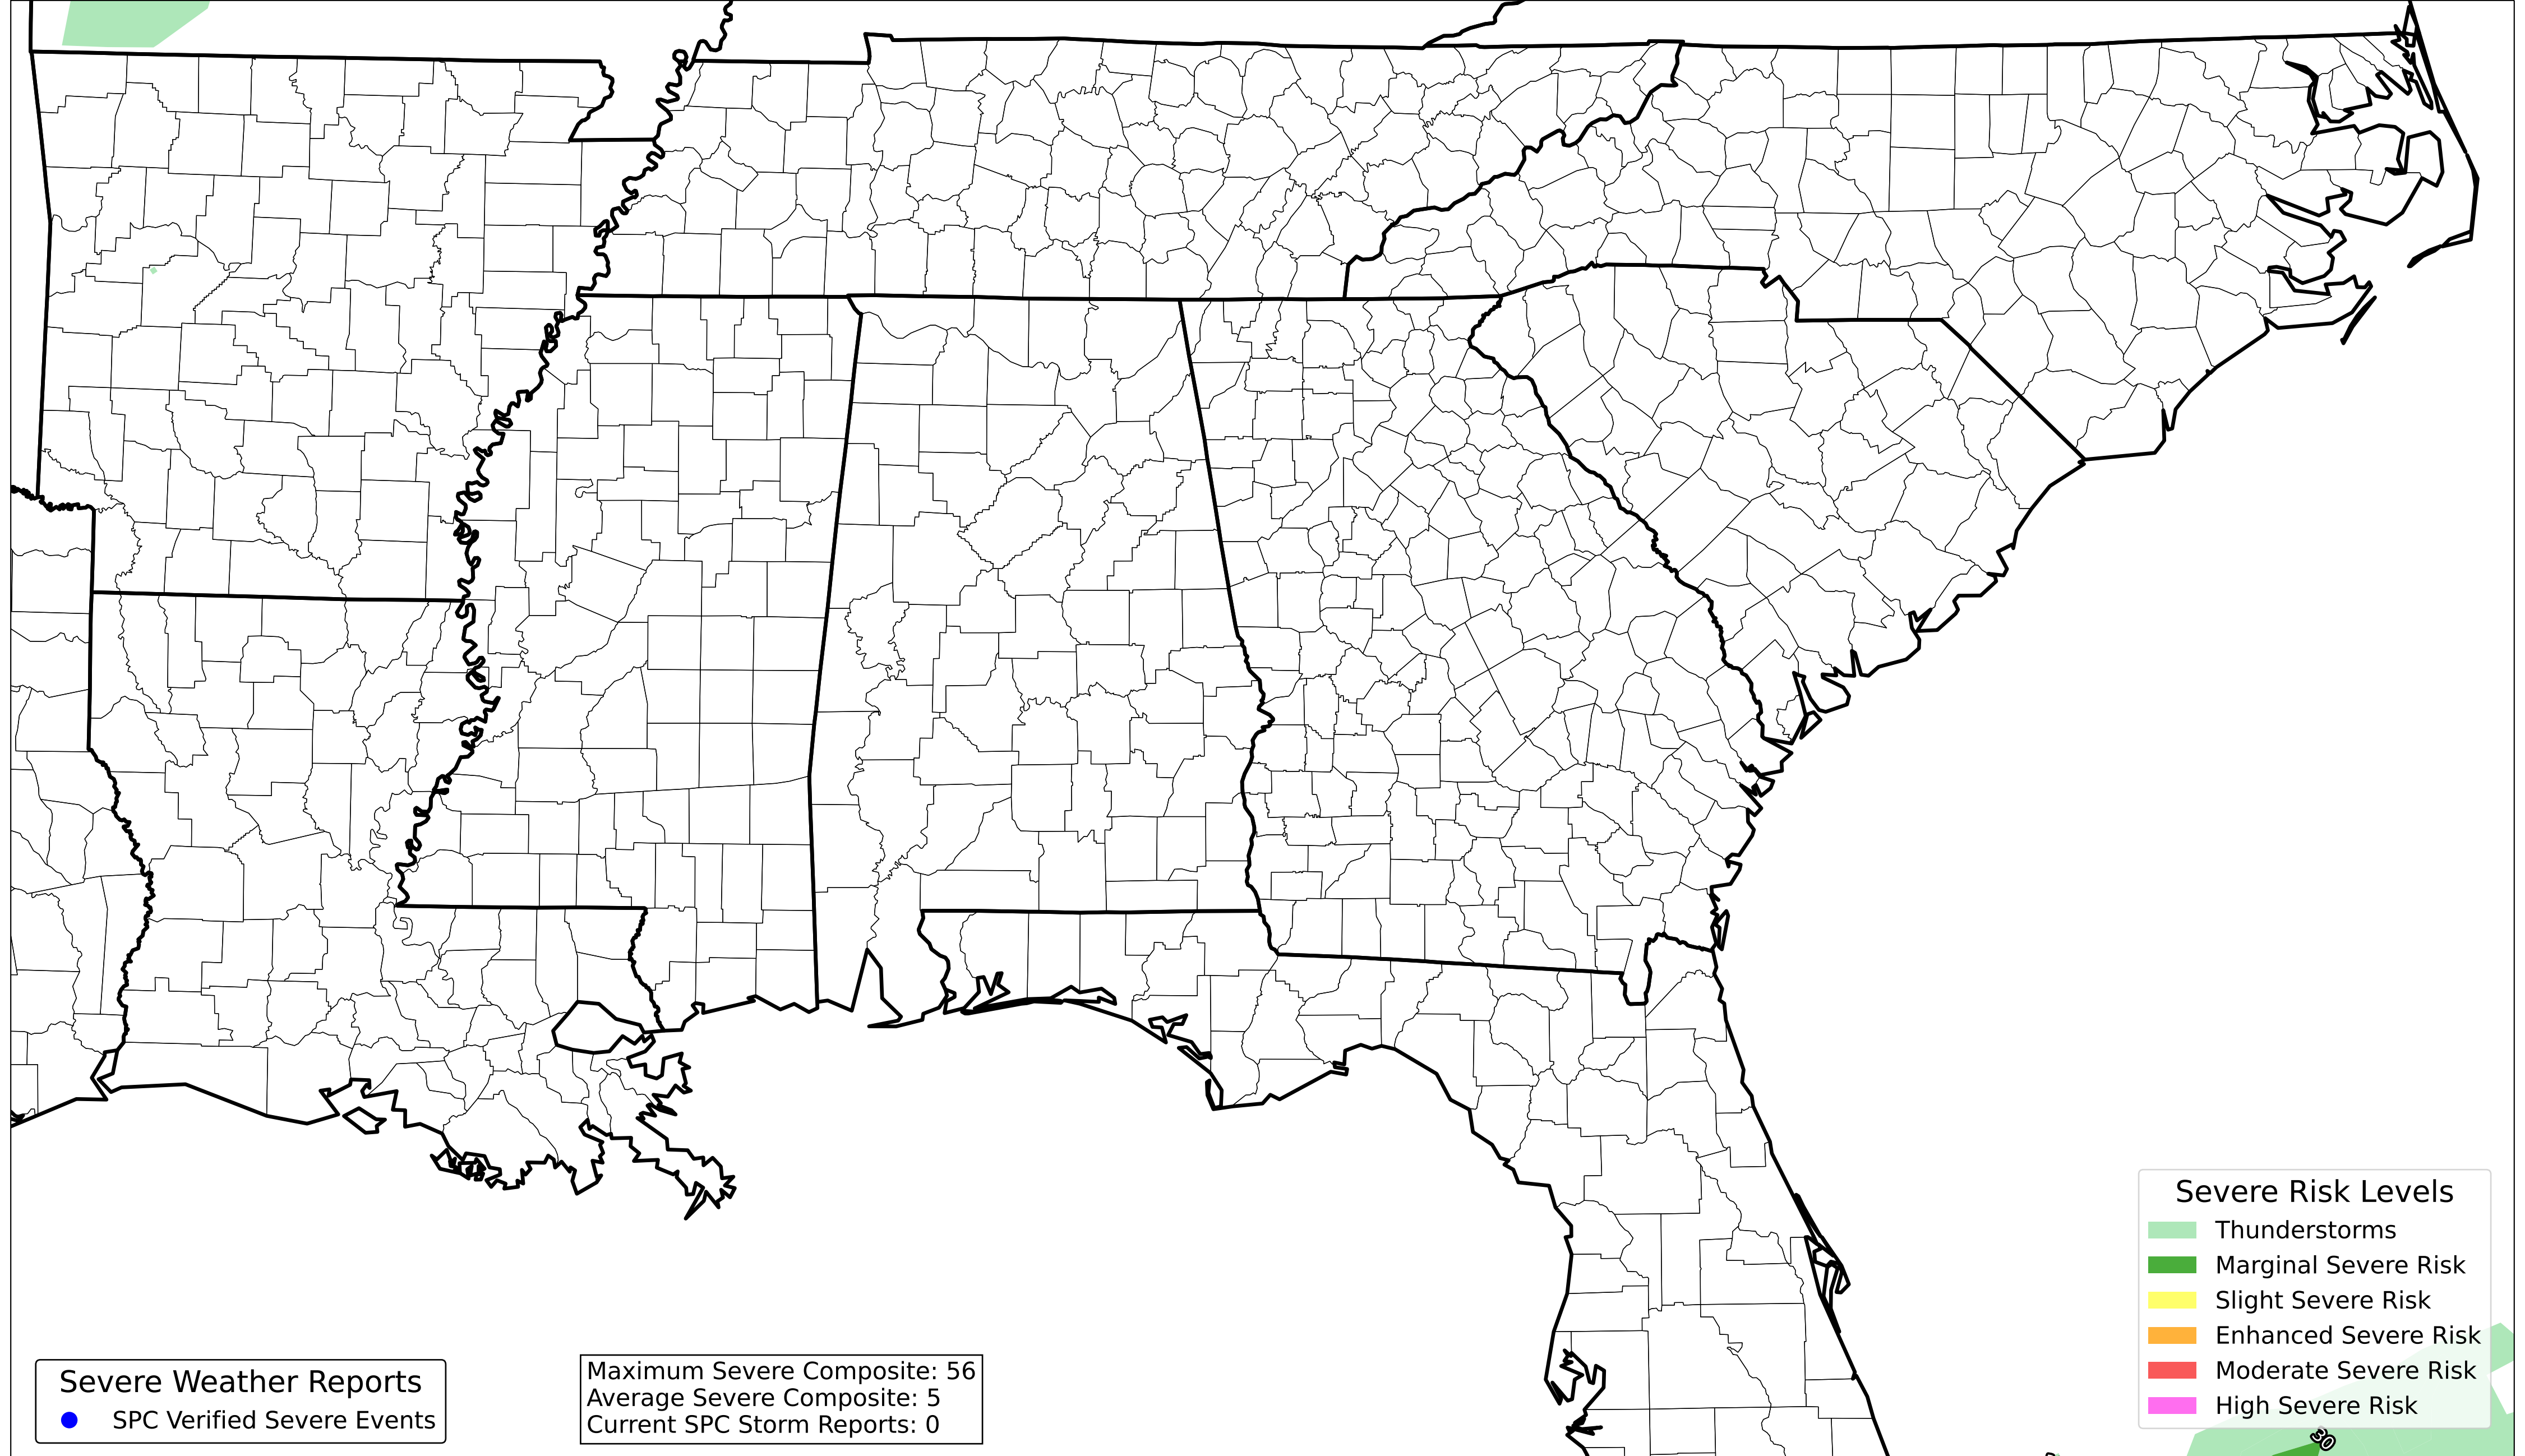 Severe Risk Levels
Thunderstorms
Marginal Severe Risk
Slight Severe Risk
Enhanced Severe Risk
Moderate Severe Risk
High Severe Risk
Severe Weather Reports
SPC Verified Severe Events
Maximum Severe Composite: 56
Average Severe Composite: 5
Current SPC Storm Reports: 0
30